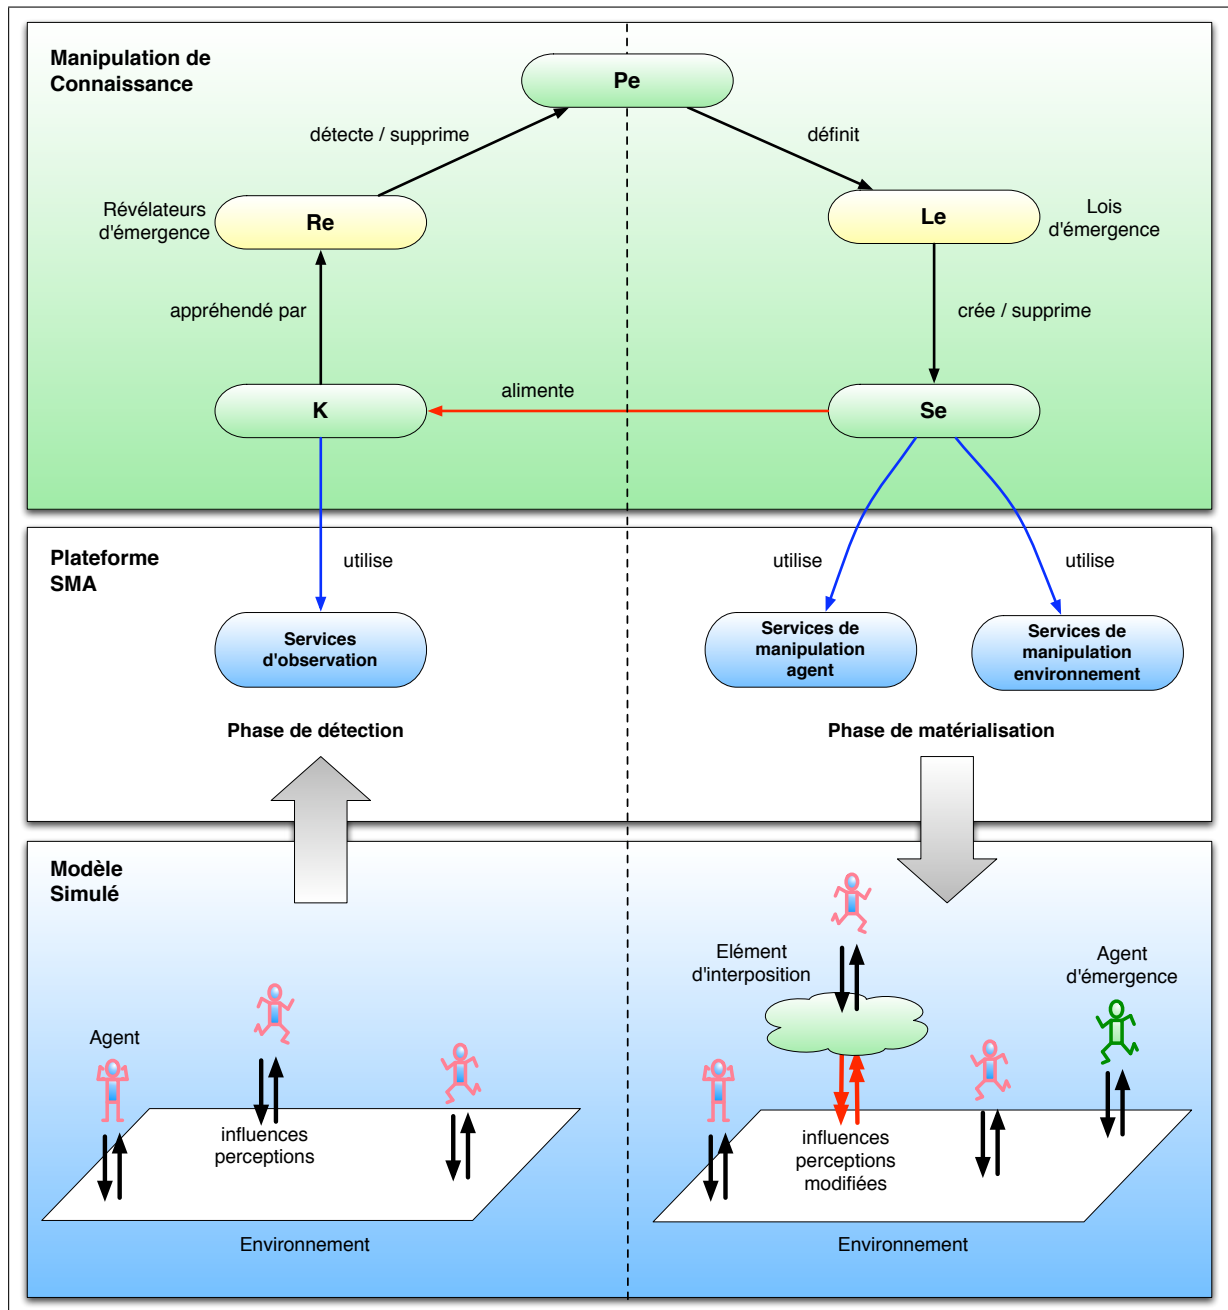 Manipulation de
Connaissance
Pe
détecte / supprime
définit
Révélateurs
d'émergence
Re
Le
Lois
d'émergence
appréhendé par
crée / supprime
alimente
K
Se
Plateforme
SMA
utilise
utilise
utilise
Services
d'observation
Services de
manipulation
agent
Services de
manipulation
environnement
Phase de détection
Phase de matérialisation
Modèle
Simulé
Agent
influences
perceptions
Environnement
Elément
d'interposition
Agent
d'émergence
influences
perceptions
modifiées
Environnement